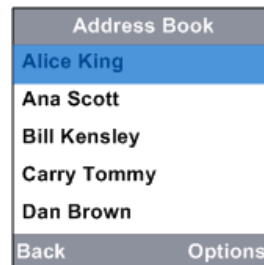 Address Book
Alice King
Ana Scott
Bill Kensley
Carry Tommy
Dan Brown
Back Options